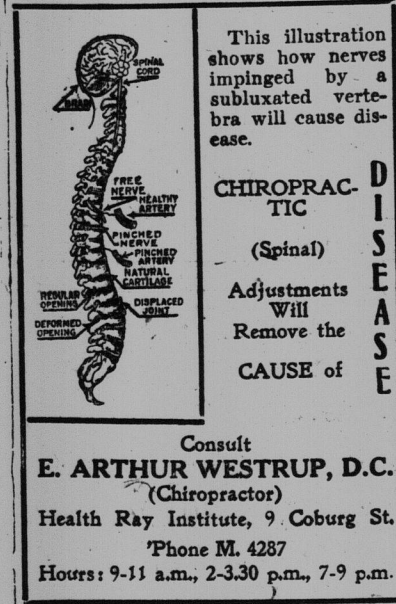 SPINAL
CORD
BRAIN
FREE
NERVE
HEALTHY
ARTERY
PINCHED
NERVE
PINCHED
ARTERY
NATURAL
CARTILAGE
REGULAR
OPENING
DISPLACED
JOINT
DEFORMED
OPENING
This illustration
shows how nerves
impinged by a
subluxated verte-
bra will cause dis-
ease.
CHIROPRAC-
TIC
(Spinal)
Adjustments
Will
Remove the
CAUSE of
DISEASE
Consult
E. ARTHUR WESTRUP, D.C.
(Chiropractor)
Health Ray Institute, 9 Coburg St.
'Phone M. 4287
Hours: 9-11 a.m., 2-3.30 p.m., 7-9 p.m.